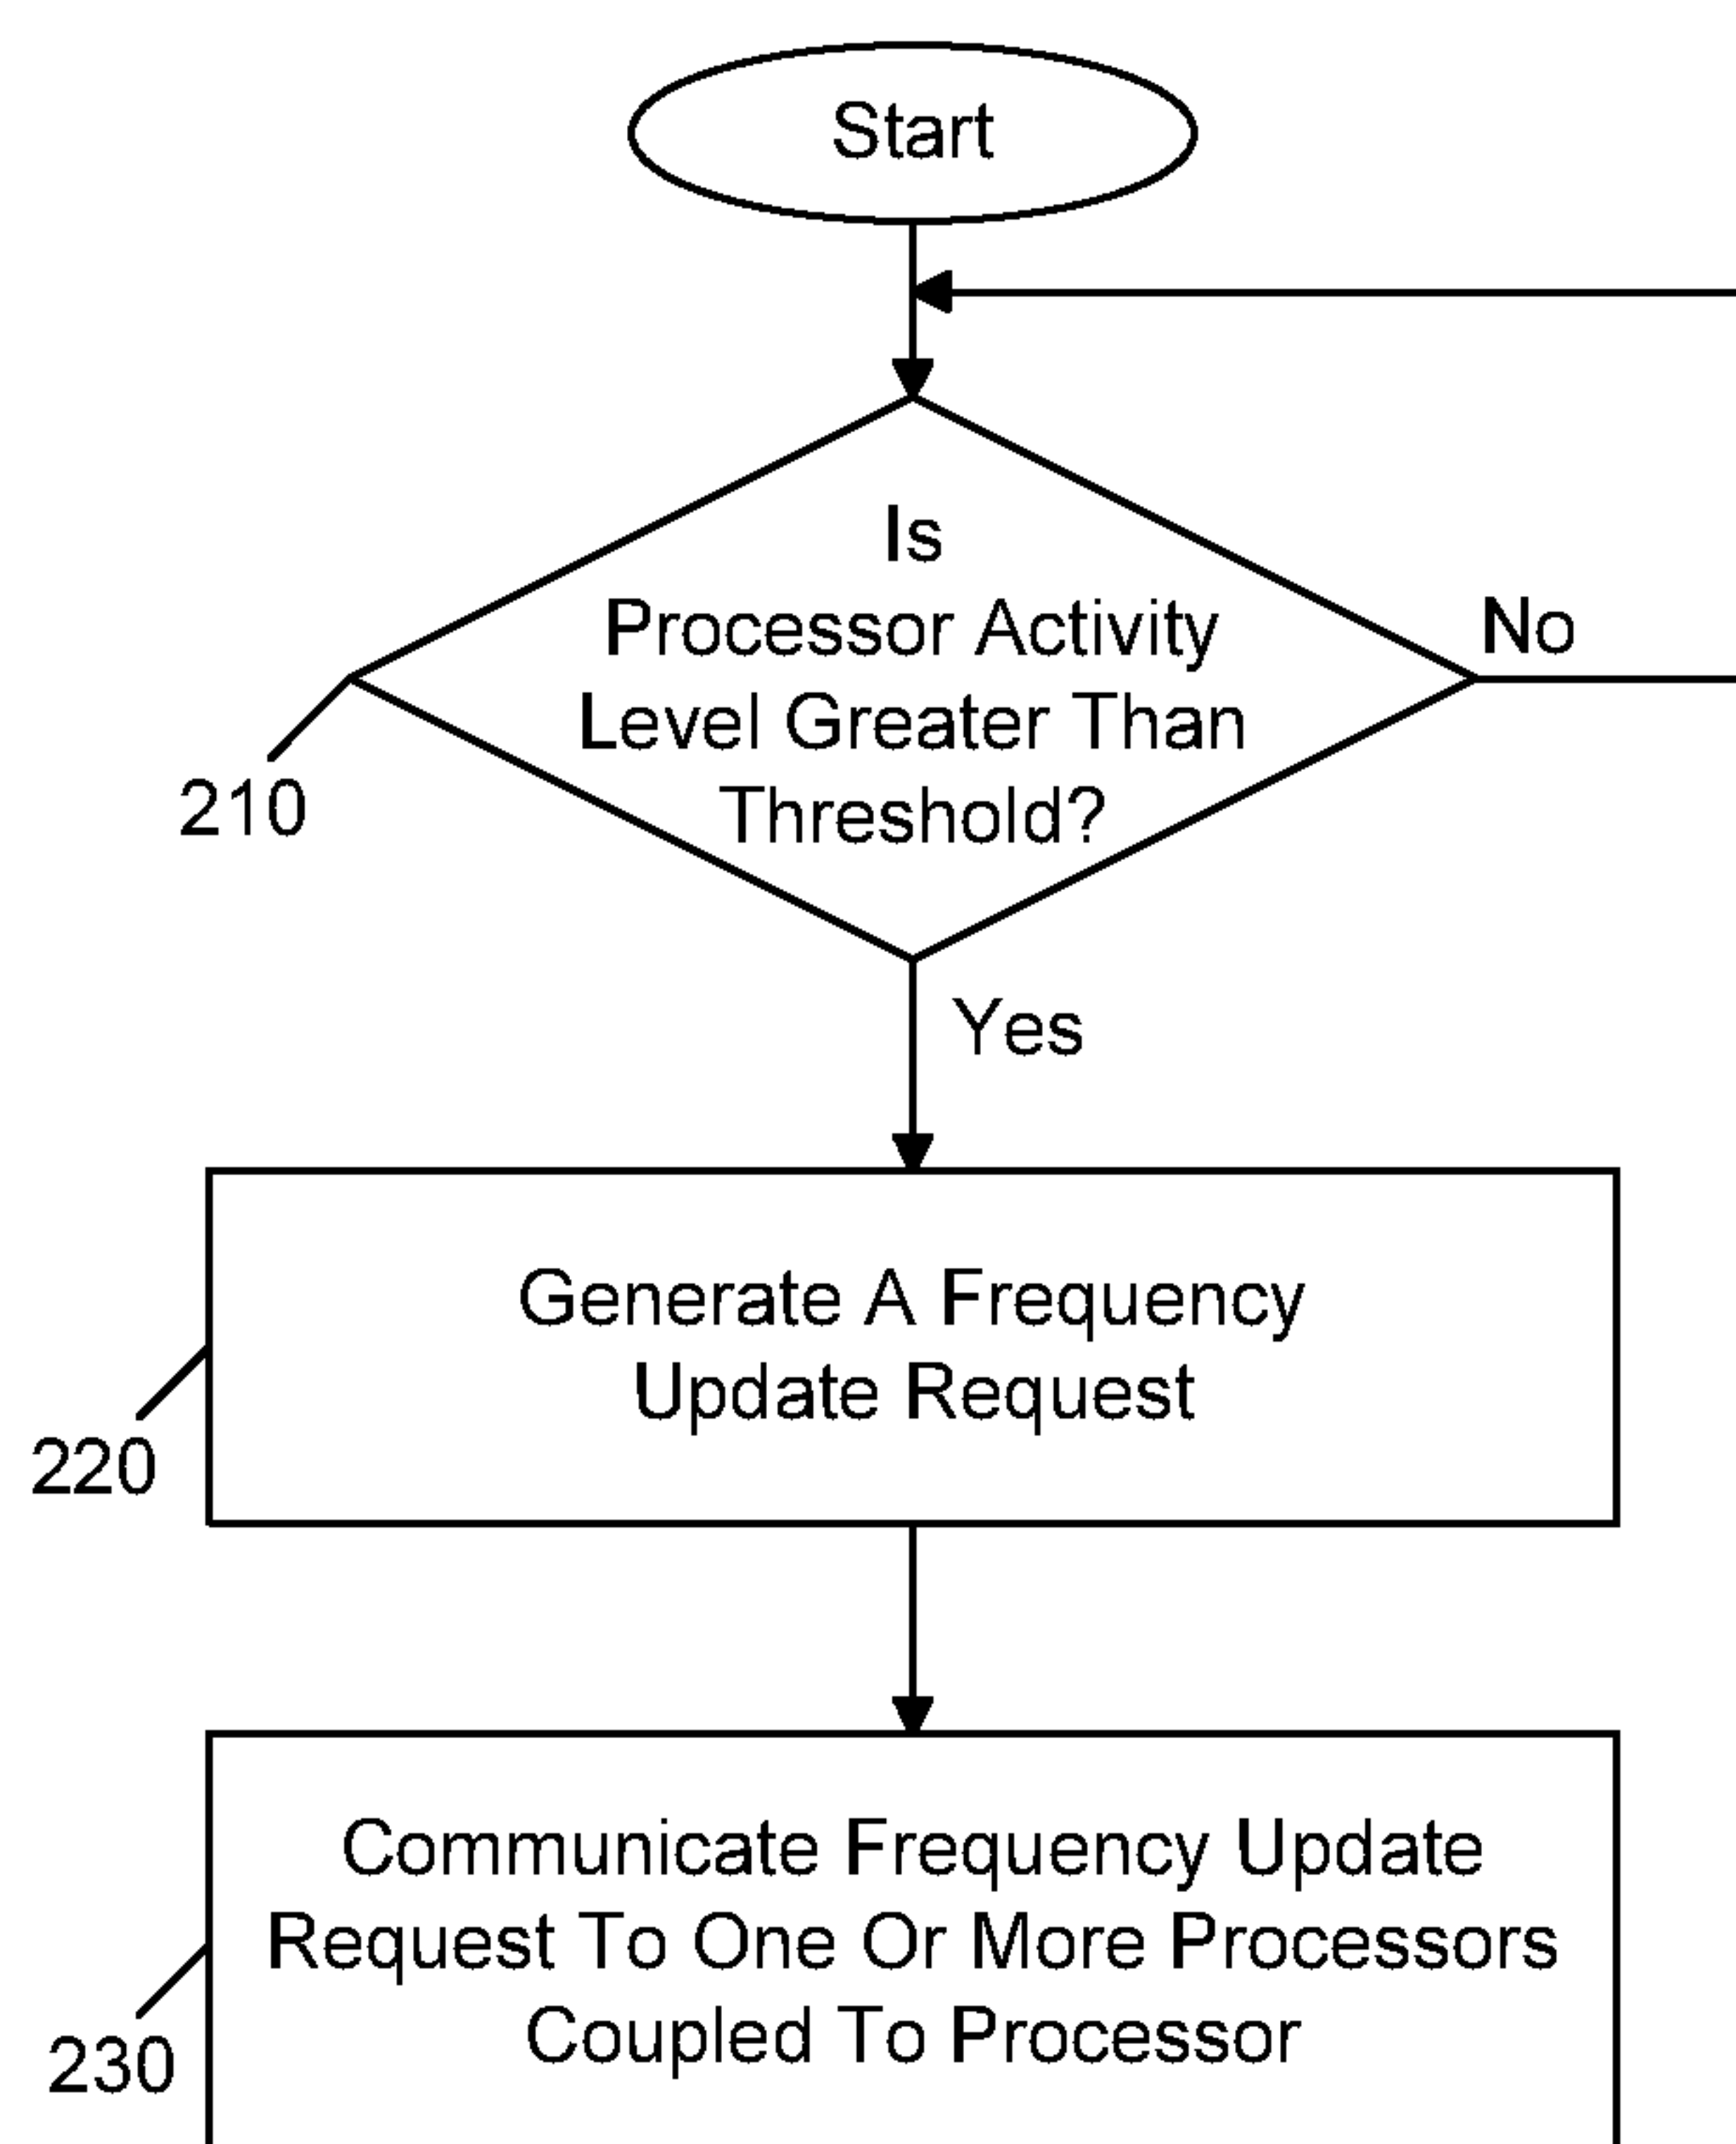 Start
Is
Processor Activity
Level Greater Than
Threshold?
No
210
Yes
Generate A Frequency
Update Request
220
Communicate Frequency Update
Request To One Or More Processors
Coupled To Processor
230